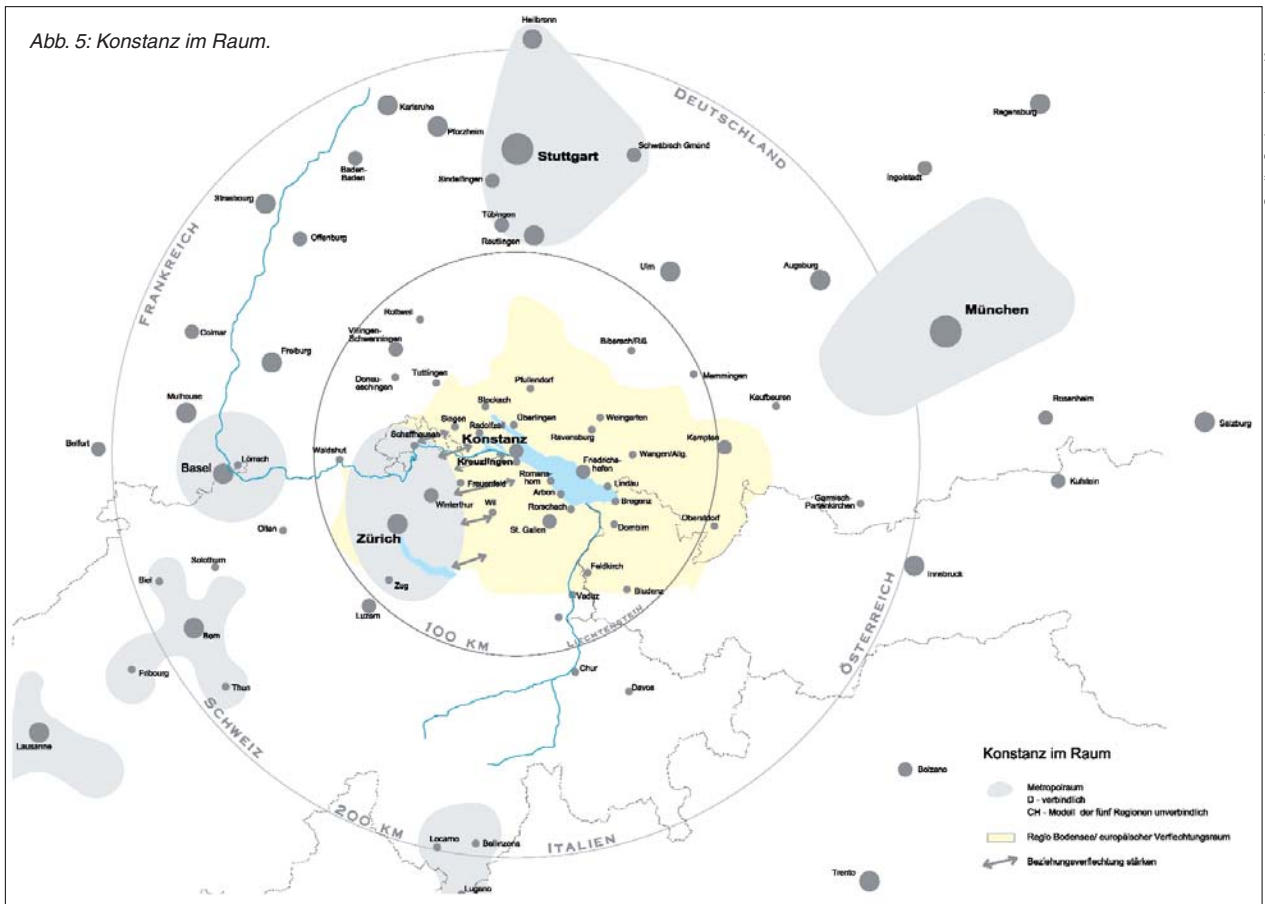 Abb. 5: Konstanz im Raum.
Heilbronn
DEUTSCHLAND
Karlsruhe
Regensburg
Pforzheim
Stuttgart
Schwäbisch Gmünd
Baden-
Baden
Ingolstadt
Sindelfingen
Strasbourg
Tübingen
Offenburg
Reutlingen
FRANKREICH
Ulm
Augsburg
München
Rottweil
Colmar
Villingen-
Schwenningen
Biberach/Riß
Freiburg
Donau-
eschingen
Tuttlingen
Memmingen
Pfullendorf
Kaufbeuren
Mulhouse
Stockach
Rosenheim
Singen
Radolfzell
Überlingen
Weingarten
Salzburg
Belfort
Schaffhausen
Konstanz
Ravensburg
Kempten
Waldshut
Basel
Lörrach
Kreuzlingen
Friedrichs-
hafen
Wangen/Allg.
Frauenfeld
Romans-
horn
Lindau
Kufstein
Winterthur
Arbon
Bregenz
Garmisch-
Partenkirchen
Wil
Rorschach
Olten
Zürich
St. Gallen
Dornbirn
Oberstdorf
Solothurn
Biel
Zug
Feldkirch
Innsbruck
Luzern
Vaduz
Bludenz
Bern
100 KM
LIECHTENSTEIN
ÖSTERREICH
Fribourg
Thun
Chur
Davos
SCHWEIZ
Lausanne
Bolzano
200 KM
ITALIEN
Locarno
Bellinzona
Lugano
Trento
Konstanz im Raum
Metropolraum
D - verbindlich
CH - Modell der fünf Regionen unverbindlich
Regio Bodensee/ europäischer Verflechtungsraum
Beziehungsverflechtung stärken